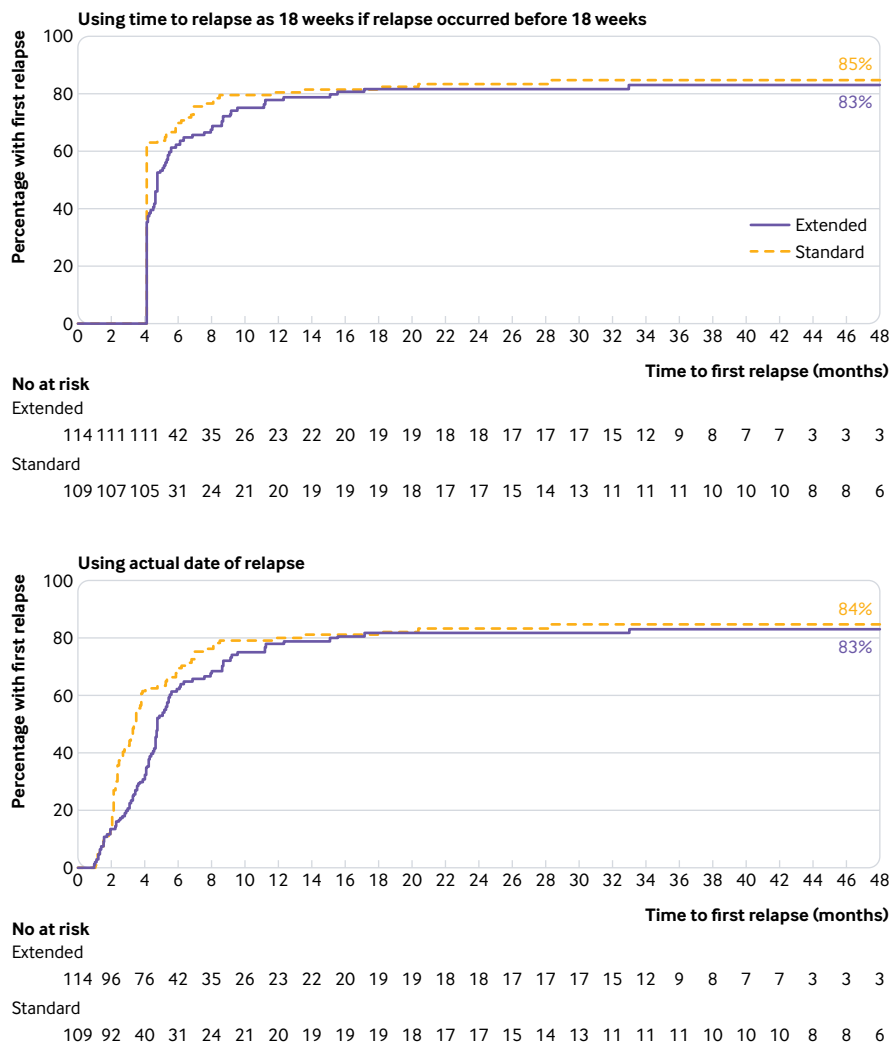 Using time to relapse as 18 weeks if relapse occurred before 18 weeks
Percentage with first relapse
100
80
60
40
20
0
85%
83%
Extended
Standard
0 2 4 6 8 10 12 14 16 18 20 22 24 26 28 30 32 34 36 38 40 42 44 46 48
Time to first relapse (months)
No at risk
Extended
114 111 111 42 35 26 23 22 20 19 19 18 18 17 17 17 15 12 9 8 7 7 3 3 3
Standard
109 107 105 31 24 21 20 19 19 19 18 17 17 15 14 13 11 11 11 10 10 10 8 8 6
Using actual date of relapse
Percentage with first relapse
100
80
60
40
20
0
84%
83%
0 2 4 6 8 10 12 14 16 18 20 22 24 26 28 30 32 34 36 38 40 42 44 46 48
Time to first relapse (months)
No at risk
Extended
114 96 76 42 35 26 23 22 20 19 19 18 18 17 17 17 15 12 9 8 7 7 3 3 3
Standard
109 92 40 31 24 21 20 19 19 19 18 17 17 15 14 13 11 11 11 10 10 10 8 8 6